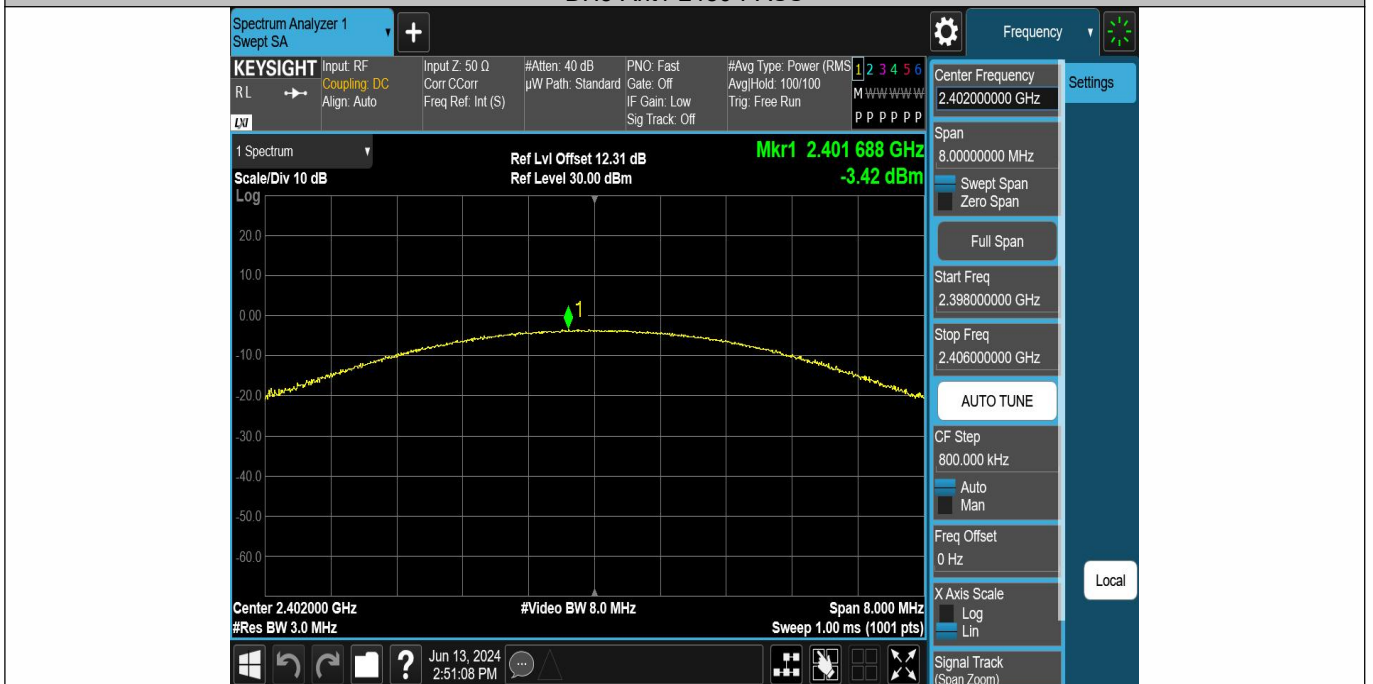 Spectrum Analyzer 1
Swept SA
+
Frequency
KEYSIGHT
RL
LXI
Input: RF
Coupling: DC
Align: Auto
Input Z: 50 Ω
Corr CCorr
Freq Ref: Int (S)
#Atten: 40 dB
µW Path: Standard
PNO: Fast
Gate: Off
IF Gain: Low
Sig Track: Off
#Avg Type: Power (RMS
Avg|Hold: 100/100
Trig: Free Run
1 2 3 4 5 6
M W W W W W
P P P P P P
1 Spectrum
Scale/Div 10 dB
Log
Ref Lvl Offset 12.31 dB
Ref Level 30.00 dBm
Mkr1 2.401 688 GHz
-3.42 dBm
20.0
10.0
0.00
-10.0
-20.0
-30.0
-40.0
-50.0
-60.0
1
Center 2.402000 GHz
#Video BW 8.0 MHz
Span 8.000 MHz
#Res BW 3.0 MHz
Sweep 1.00 ms (1001 pts)
?
Jun 13, 2024
2:51:08 PM
Center Frequency
2.402000000 GHz
Settings
Span
8.00000000 MHz
Swept Span
Zero Span
Full Span
Start Freq
2.398000000 GHz
Stop Freq
2.406000000 GHz
AUTO TUNE
CF Step
800.000 kHz
Auto
Man
Freq Offset
0 Hz
X Axis Scale
Log
Lin
Local
Signal Track
(Span Zoom)